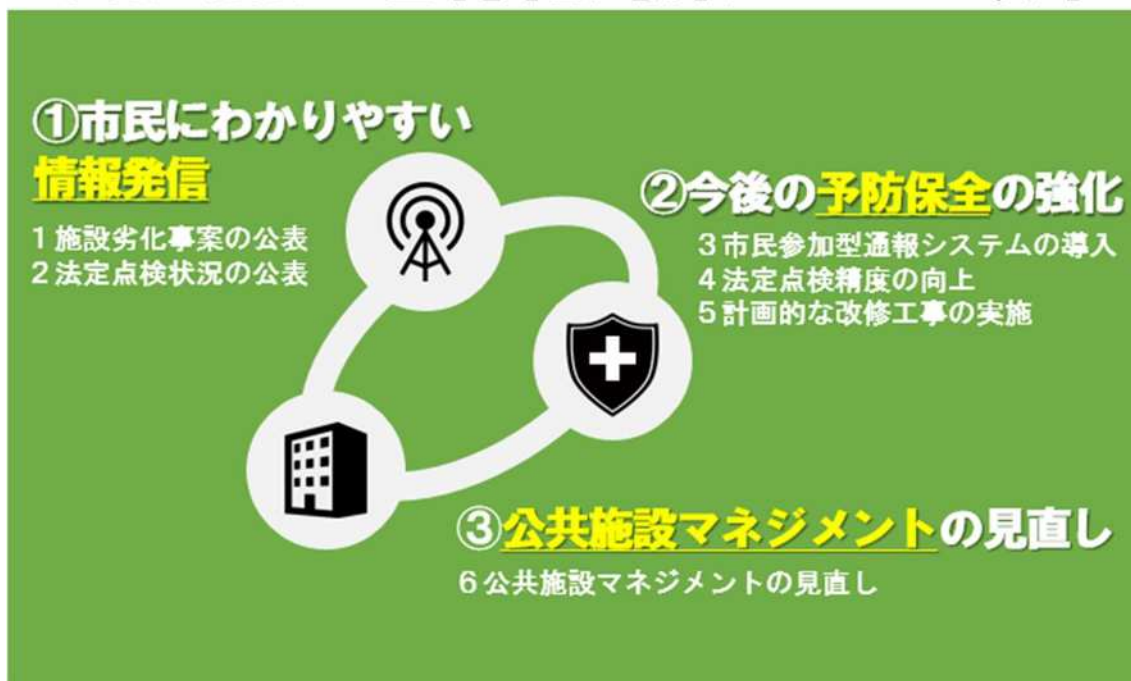 ①市民にわかりやすい
情報発信
1施設劣化事案の公表
2法定点検状況の公表
②今後の予防保全の強化
3市民参加型通報システムの導入
4法定点検精度の向上
5計画的な改修工事の実施
③公共施設マネジメントの見直し
6公共施設マネジメントの見直し